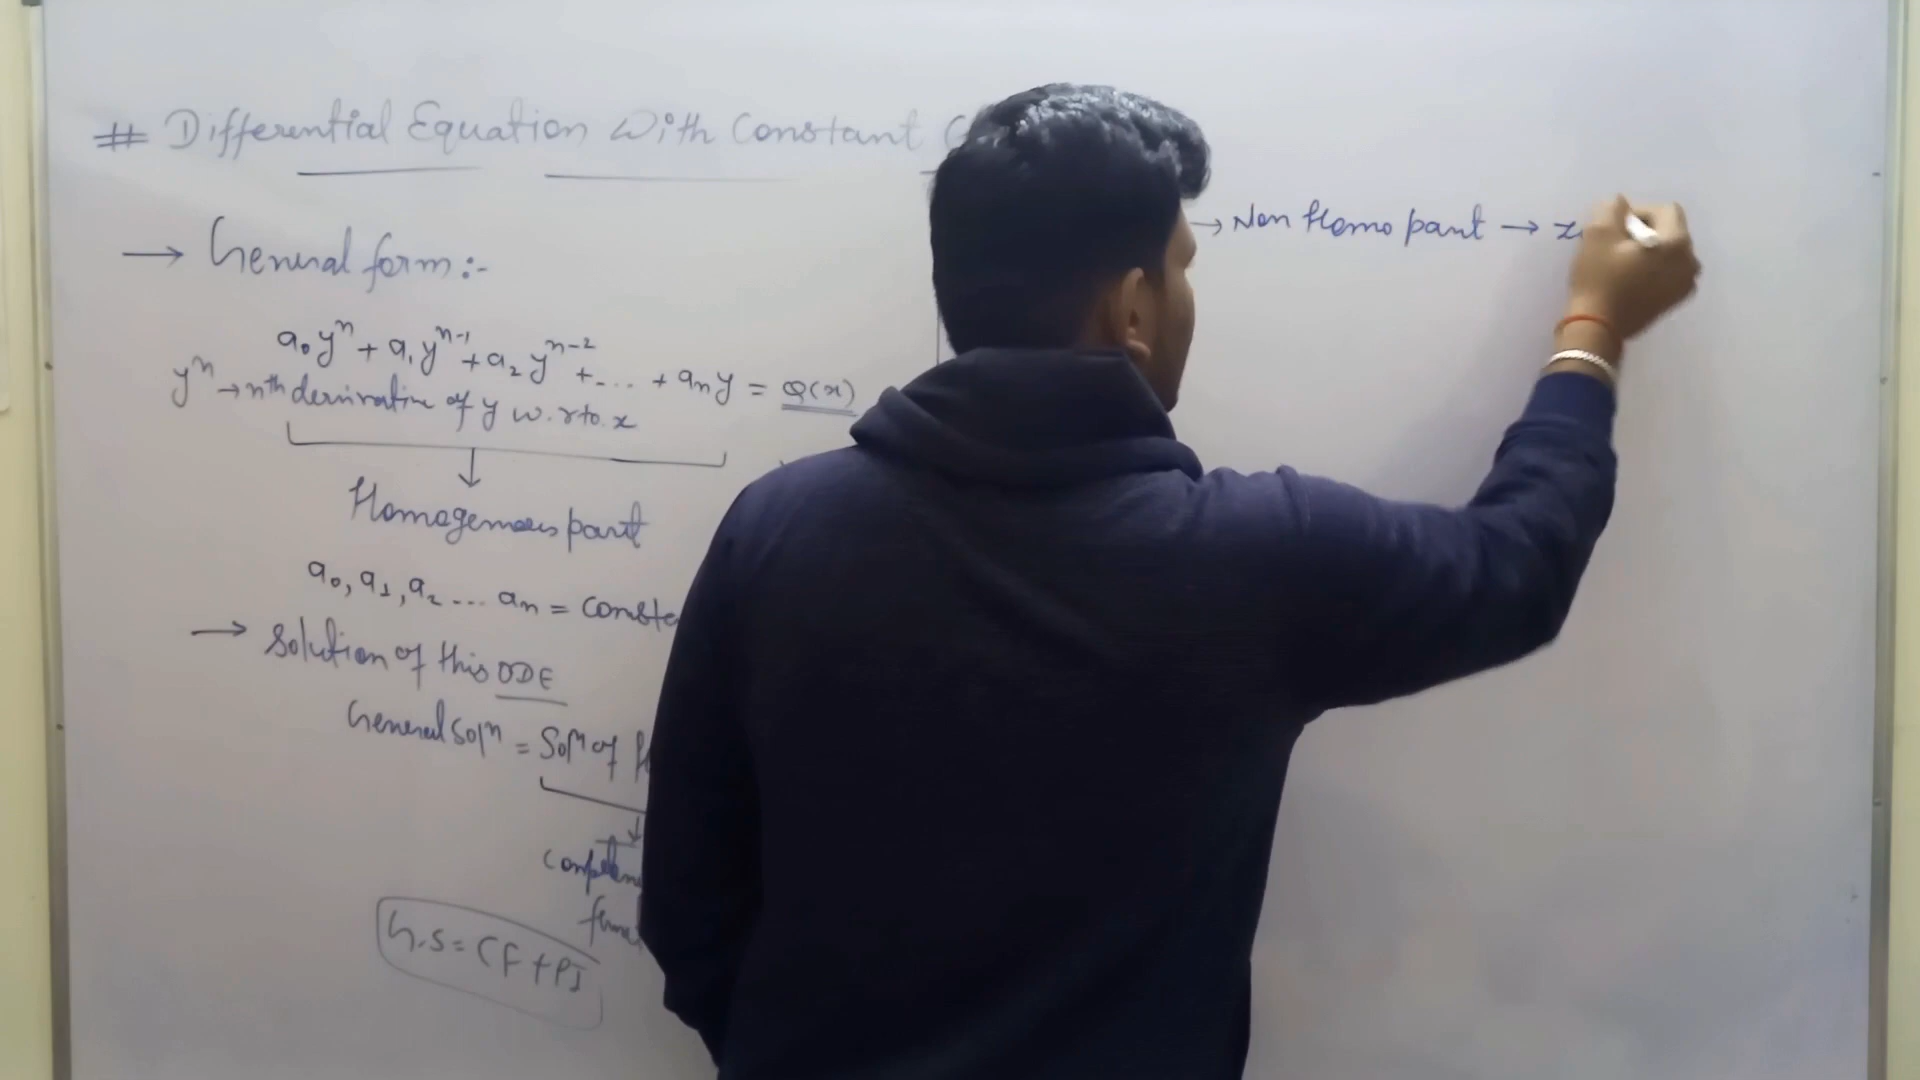 # Differential Equation With Constant
→ General form :-
a₀yⁿ + a₁yⁿ⁻¹ + a₂yⁿ⁻² + - ... + aₙy = Q(x)
yⁿ → nth derivative of y w.r.to. x
↓
Homogeneous part
a₀, a₁, a₂ ... aₙ =
→ Solution of this ODE
General Solⁿ = Solⁿ of
↓
G.S = CF + PI
→ Non Homo part →